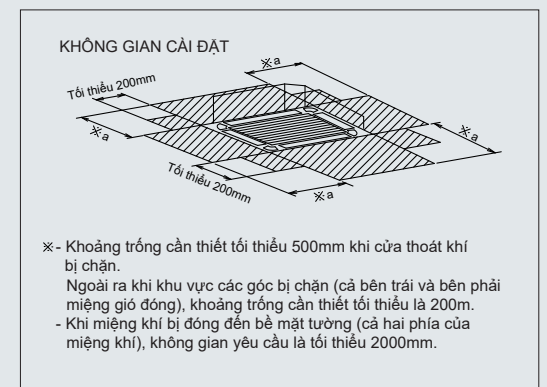 KHÔNG GIAN CÀI ĐẶT
※a
Tối thiểu 200mm
※a
※a
Tối thiểu 200mm
※a
※- Khoảng trống cần thiết tối thiểu 500mm khi cửa thoát khí
bị chặn.
Ngoài ra khi khu vực các góc bị chặn (cả bên trái và bên phải
miệng gió đóng), khoảng trống cần thiết tối thiểu là 200m.
- Khi miệng khí bị đóng đến bề mặt tường (cả hai phía của
miệng khí), không gian yêu cầu là tối thiểu 2000mm.